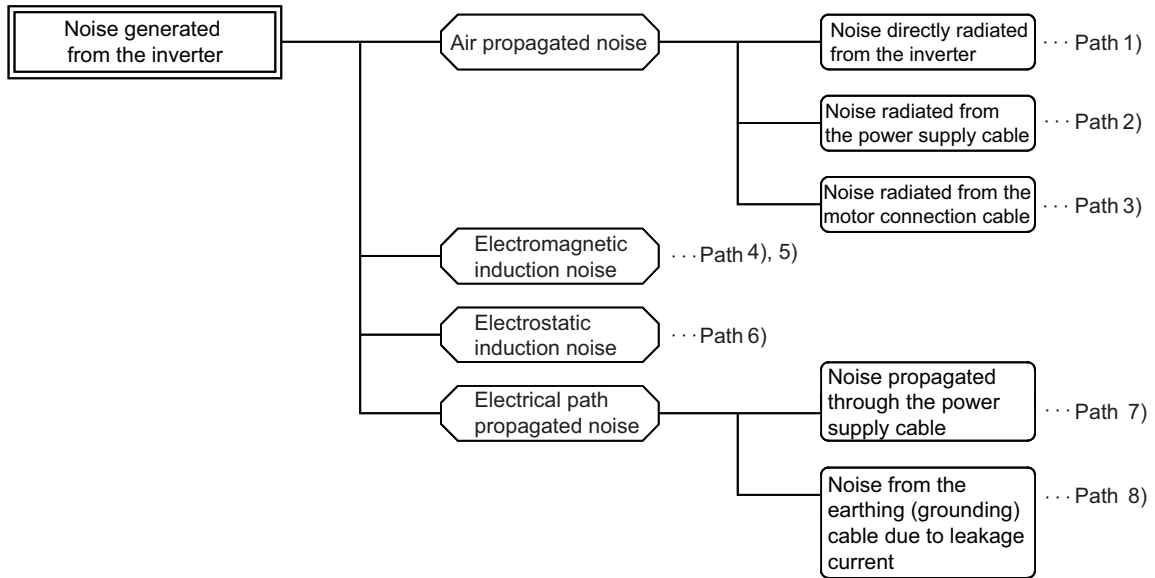 Noise generated
from the inverter
Air propagated noise
Noise directly radiated
from the inverter
··· Path 1)
Noise radiated from
the power supply cable
··· Path 2)
Noise radiated from the
motor connection cable
··· Path 3)
Electromagnetic
induction noise
··· Path 4), 5)
Electrostatic
induction noise
··· Path 6)
Electrical path
propagated noise
Noise propagated
through the power
supply cable
··· Path 7)
Noise from the
earthing (grounding)
cable due to leakage
current
··· Path 8)